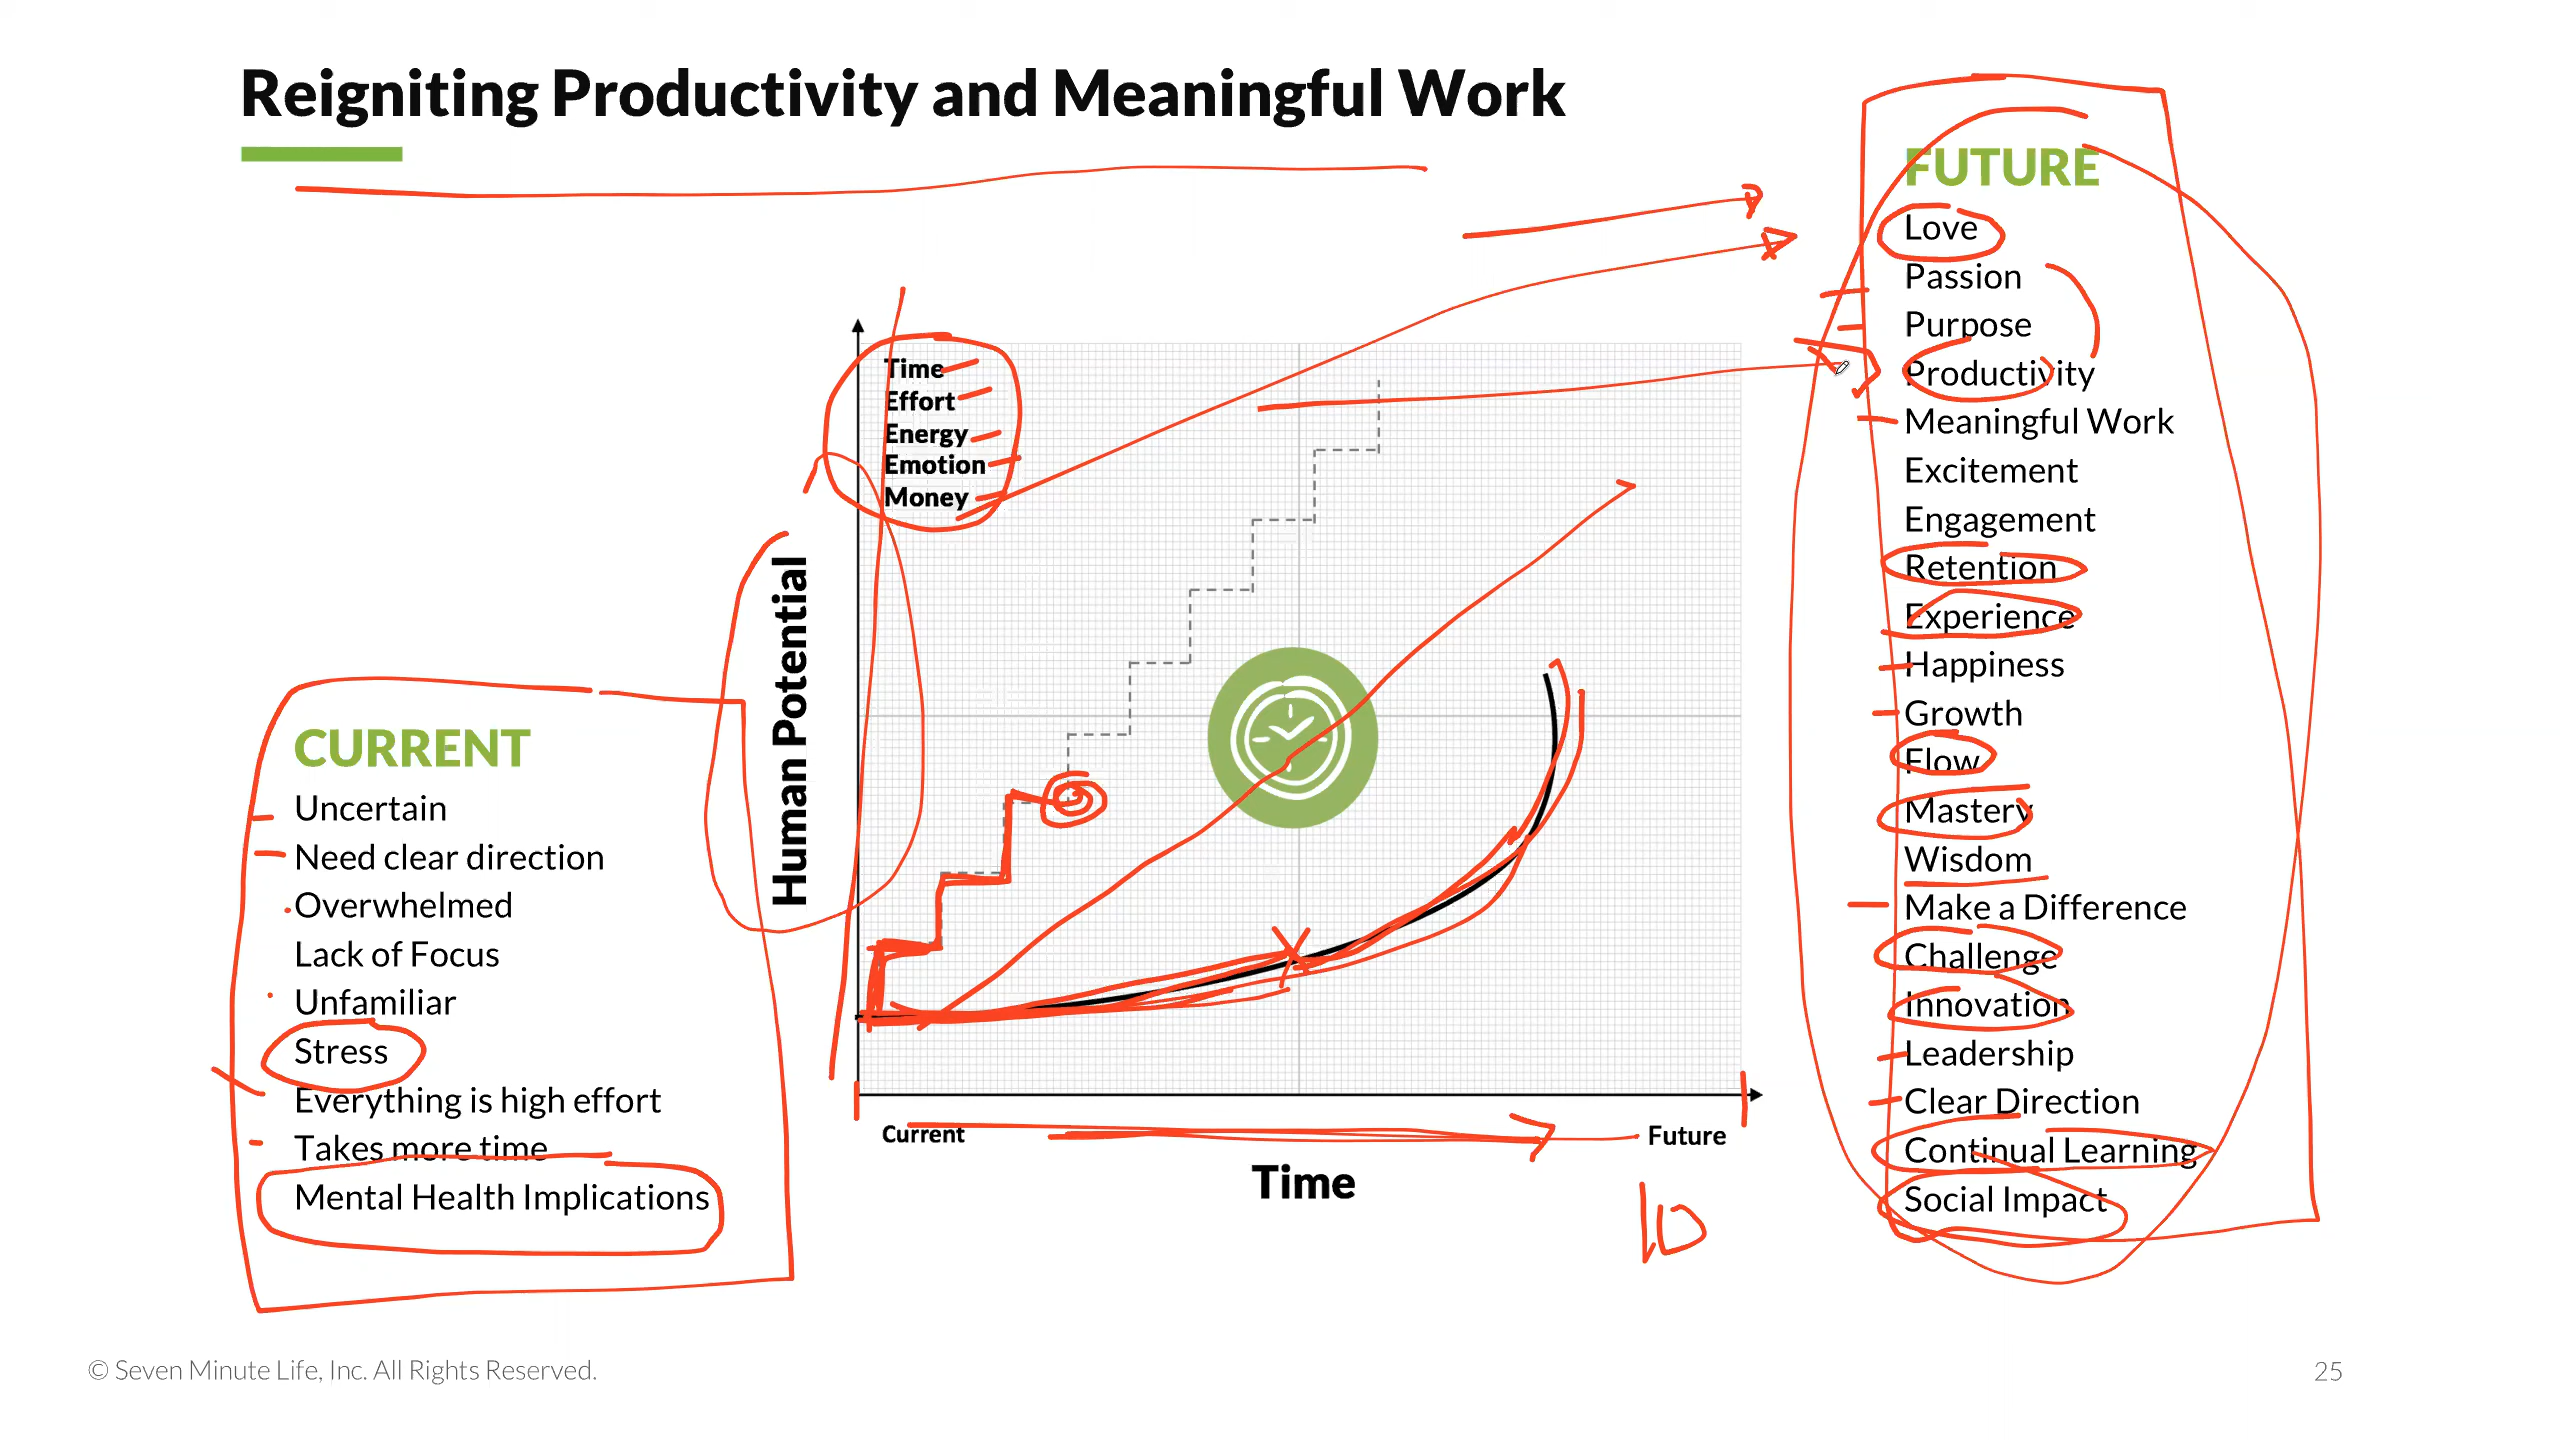 Reigniting Productivity and Meaningful Work
CURRENT
Uncertain
Need clear direction
Overwhelmed
Lack of Focus
Unfamiliar
Stress
Everything is high effort
Takes more time
Mental Health Implications
Human Potential
Time
Effort
Energy
Emotion
Money
Current
Future
Time
10
FUTURE
Love
Passion
Purpose
Productivity
Meaningful Work
Excitement
Engagement
Retention
Experience
Happiness
Growth
Flow
Mastery
Wisdom
Make a Difference
Challenge
Innovation
Leadership
Clear Direction
Continual Learning
Social Impact
© Seven Minute Life, Inc. All Rights Reserved.
25